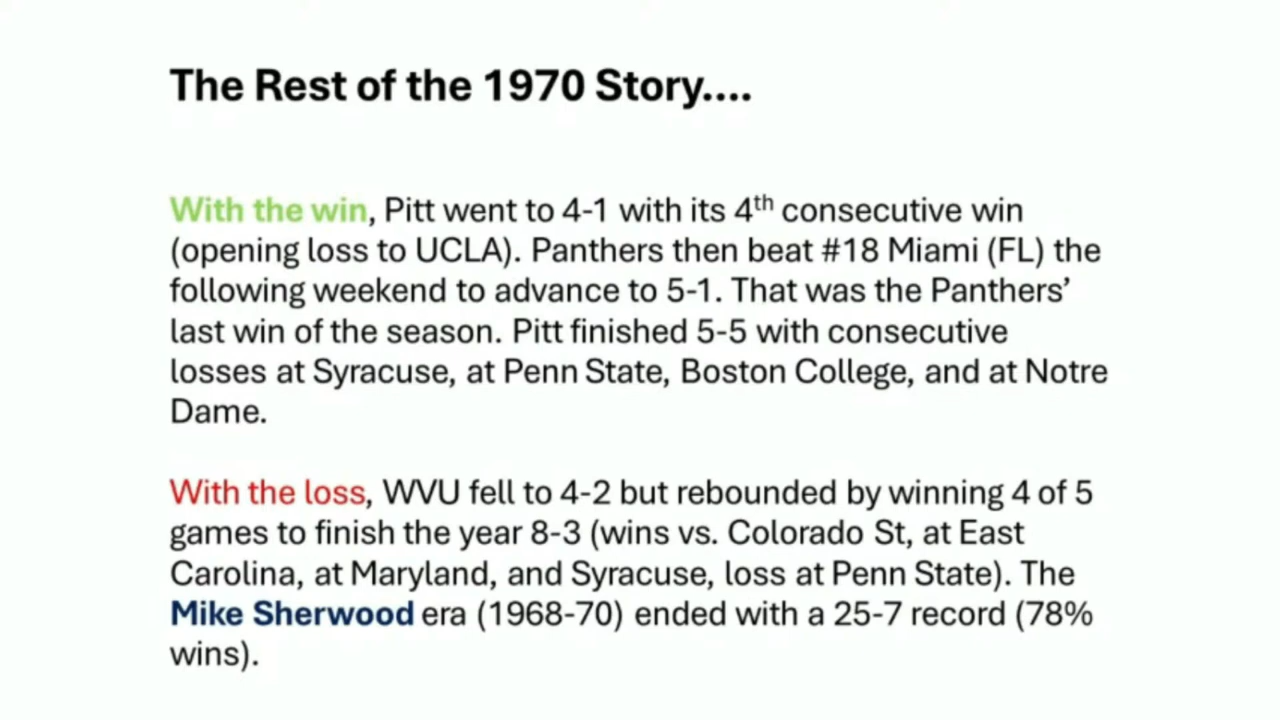 The Rest of the 1970 Story....
With the win, Pitt went to 4-1 with its 4th consecutive win
(opening loss to UCLA). Panthers then beat #18 Miami (FL) the
following weekend to advance to 5-1. That was the Panthers’
last win of the season. Pitt finished 5-5 with consecutive
losses at Syracuse, at Penn State, Boston College, and at Notre
Dame.
With the loss, WVU fell to 4-2 but rebounded by winning 4 of 5
games to finish the year 8-3 (wins vs. Colorado St, at East
Carolina, at Maryland, and Syracuse, loss at Penn State). The
Mike Sherwood era (1968-70) ended with a 25-7 record (78%
wins).